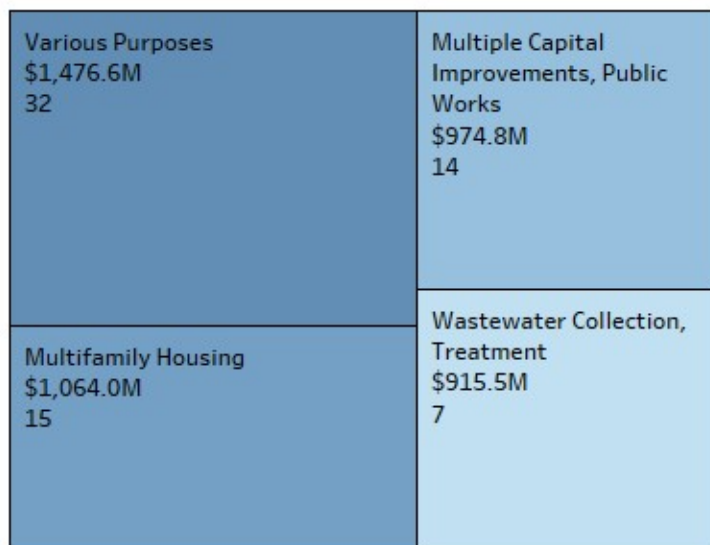 Various Purposes
$1,476.6M
32
Multiple Capital
Improvements, Public
Works
$974.8M
14
Multifamily Housing
$1,064.0M
15
Wastewater Collection,
Treatment
$915.5M
7